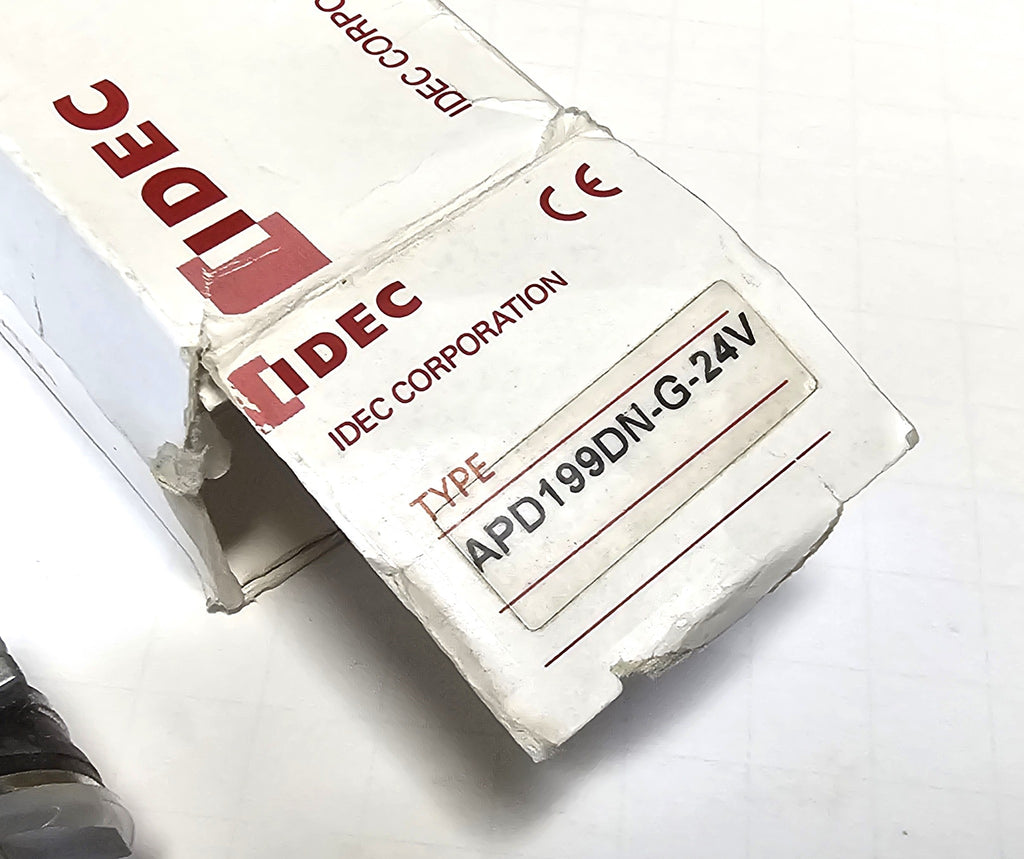 IDEC CORPO
IDEC
CE
IDEC
IDEC CORPORATION
TYPE
APD199DN-G-24V